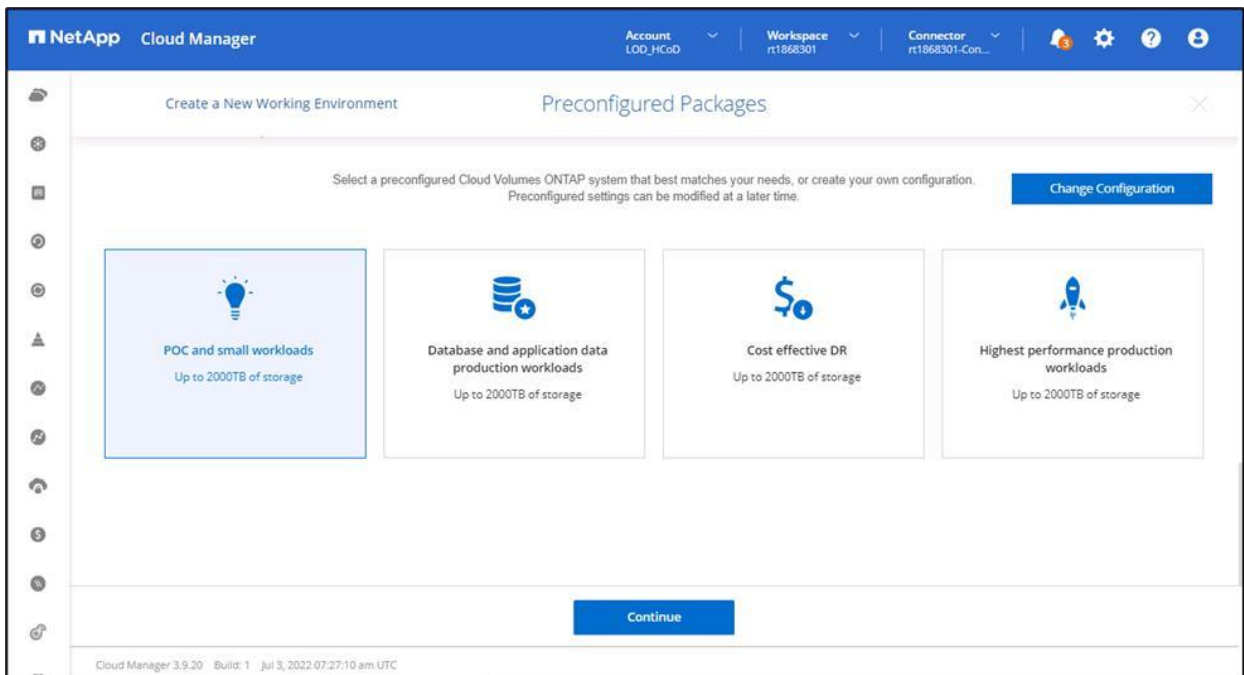 NetApp Cloud Manager
Account
LOD_HCoD
Workspace
rt1868301
Connector
rt1868301-Con...
3
Create a New Working Environment
Preconfigured Packages
Select a preconfigured Cloud Volumes ONTAP system that best matches your needs, or create your own configuration.
Preconfigured settings can be modified at a later time.
Change Configuration
POC and small workloads
Up to 2000TB of storage
Database and application data
production workloads
Up to 2000TB of storage
Cost effective DR
Up to 2000TB of storage
Highest performance production
workloads
Up to 2000TB of storage
Continue
Cloud Manager 3.9.20 Build: 1 Jul 3, 2022 07:27:10 am UTC